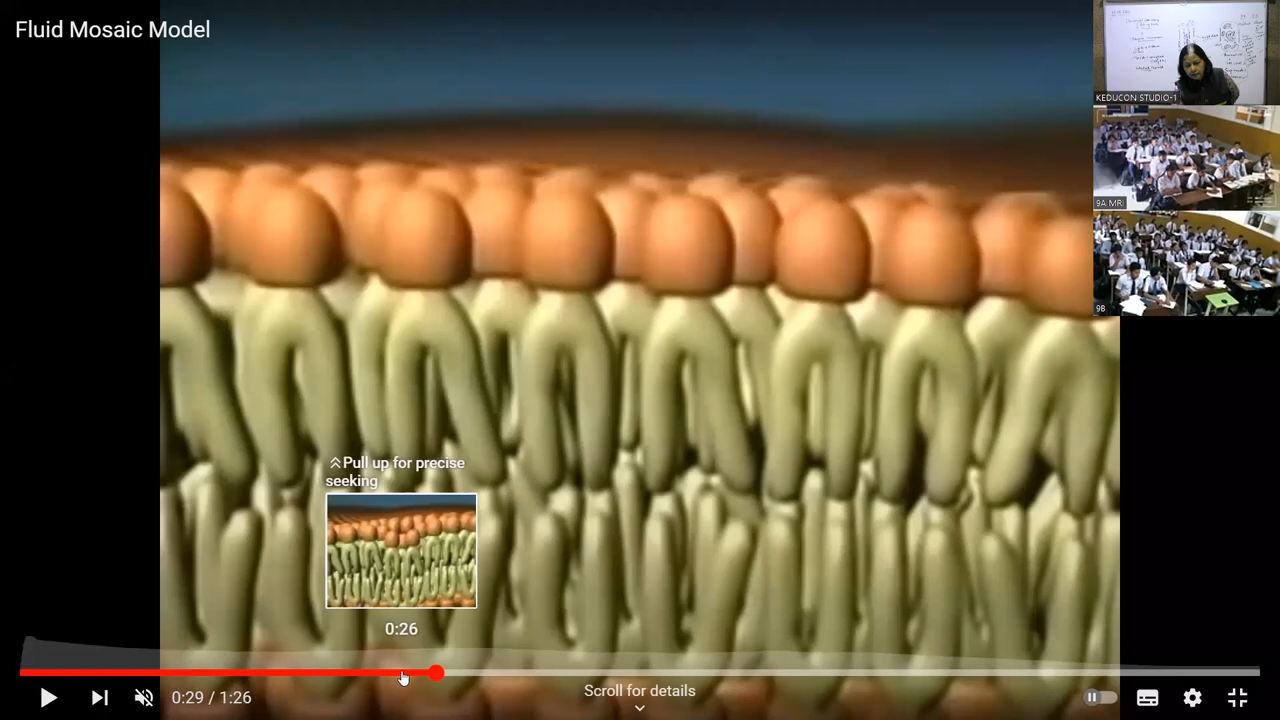 Fluid Mosaic Model
KEDUCON STUDIO-1
9A MRI
9B
Pull up for precise
seeking
0:26
0:29 / 1:26
Scroll for details